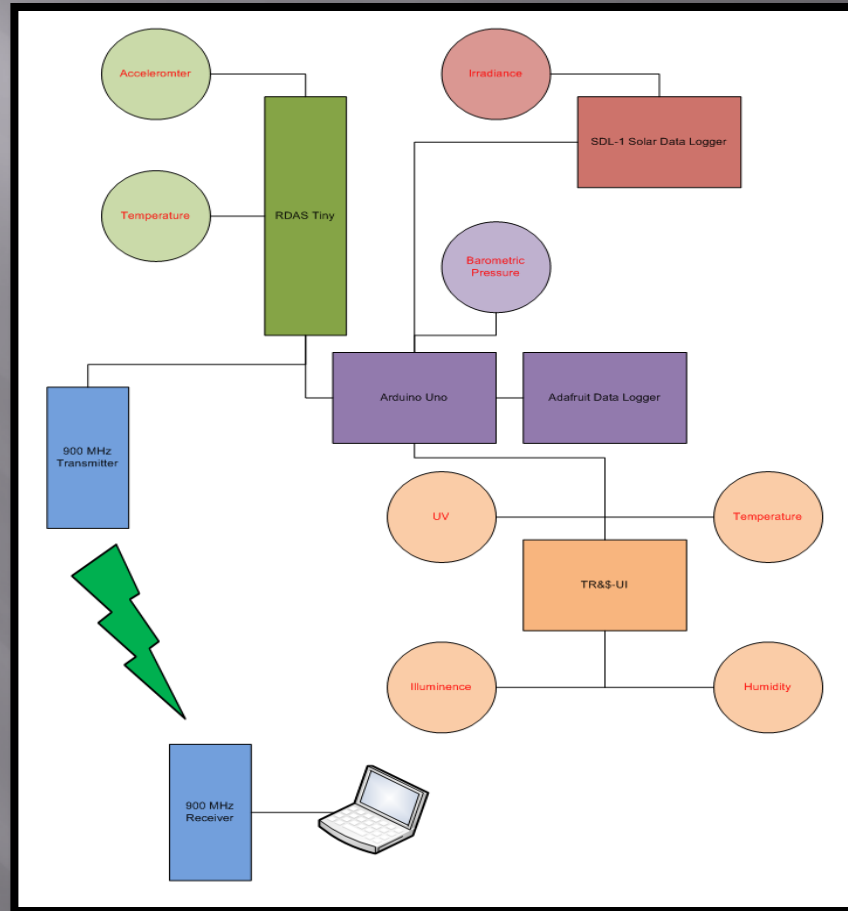 Acceleromter
Irradiance
SDL-1 Solar Data Logger
Temperature
RDAS Tiny
Barometric
Pressure
Arduino Uno
Adafruit Data Logger
900 MHz
Transmitter
UV
Temperature
TR&$-UI
Illuminence
Humidity
900 MHz
Receiver